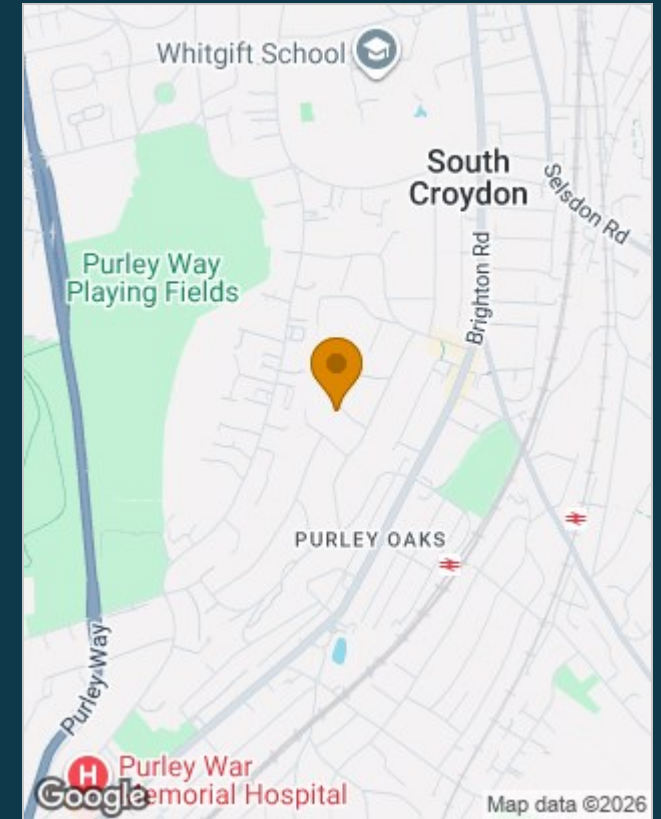 Whitgift School
South
Croydon
Selsdon Rd
Purley Way
Playing Fields
Brighton Rd
PURLEY OAKS
Purley Way
H
Purley War
Memorial Hospital
Google
Map data ©2026